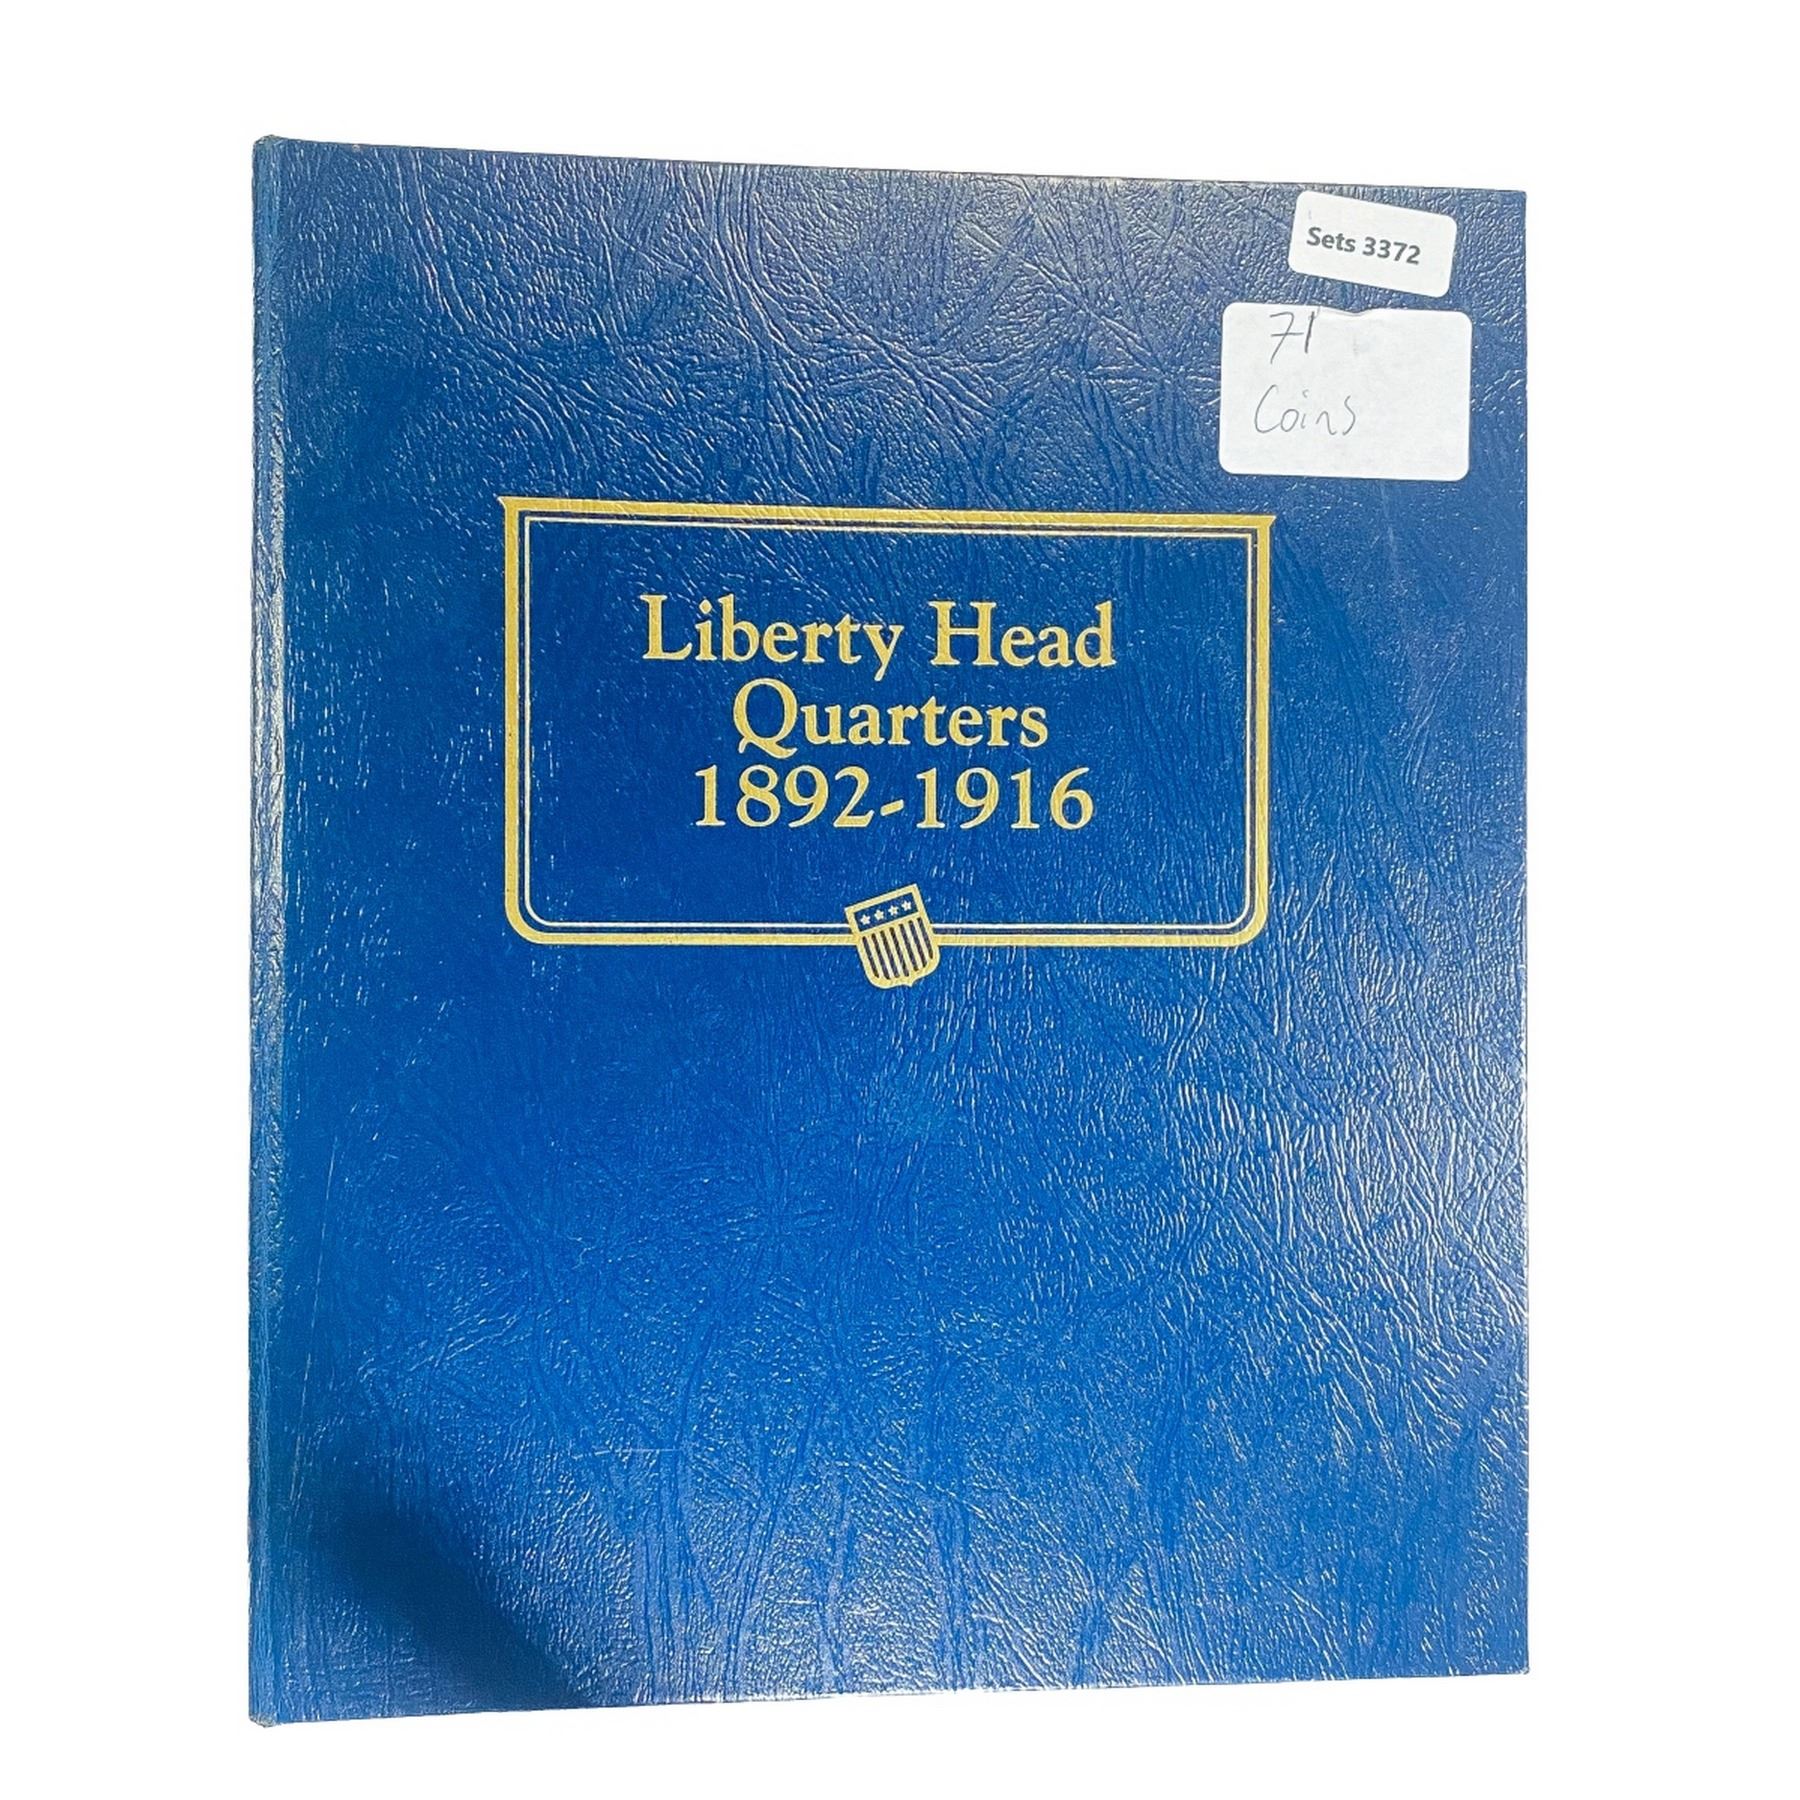 Sets 3372
71
Coins
Liberty Head
Quarters
1892-1916